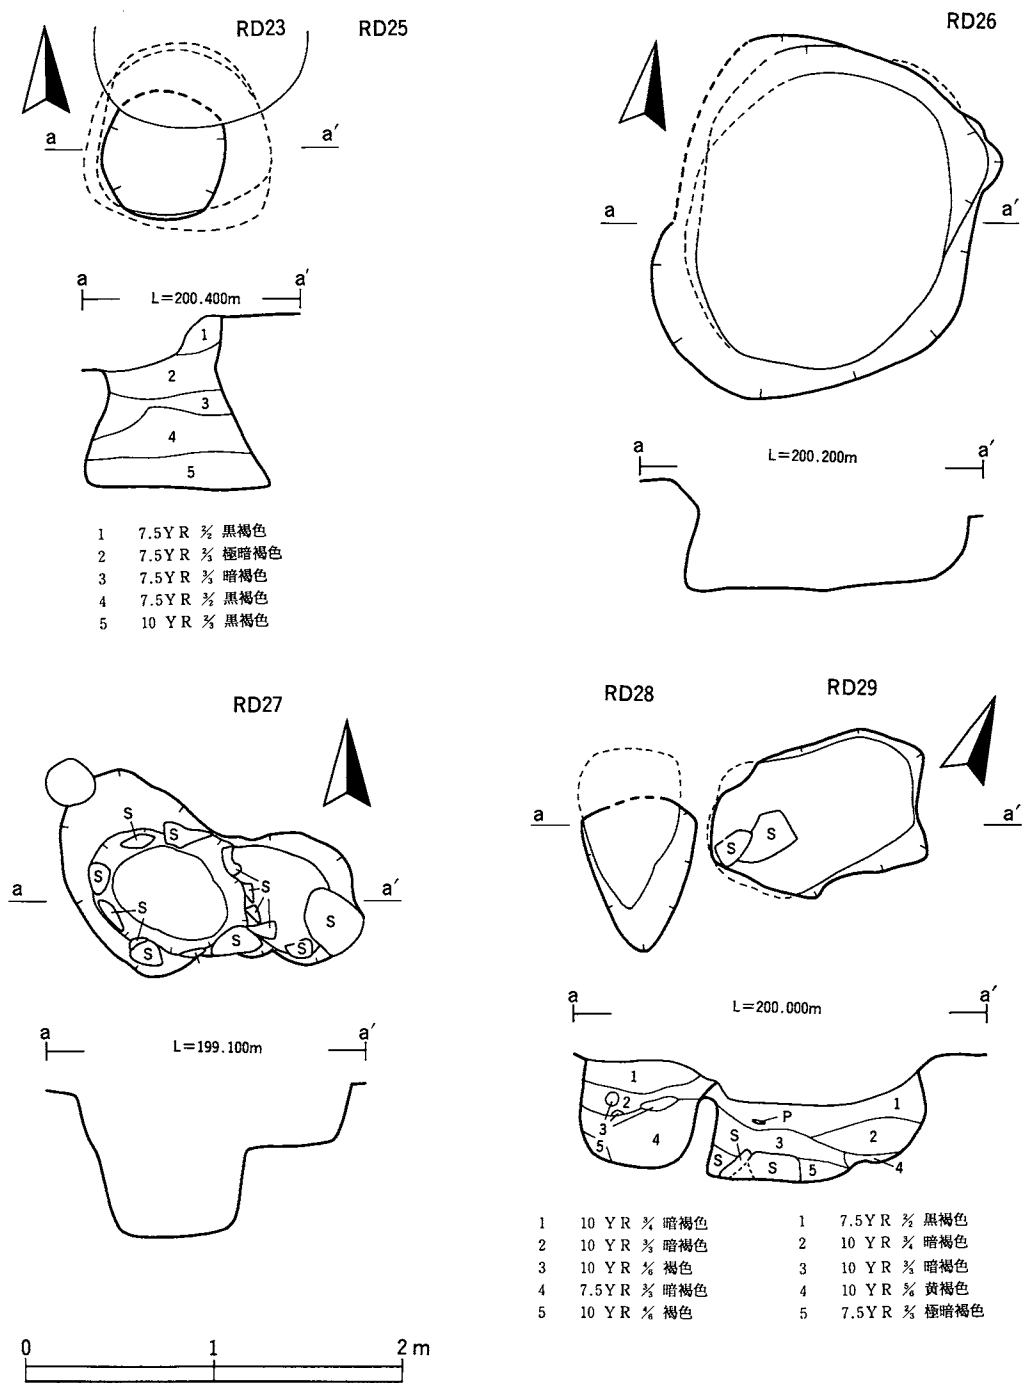 RD23 RD25
a a′
a a′
L=200.400m
1
2
3
4
5
1 7.5YR 2/2 黒褐色
2 7.5YR 2/3 極暗褐色
3 7.5YR 3/3 暗褐色
4 7.5YR 3/2 黒褐色
5 10 YR 2/3 黒褐色
RD26
a a′
a a′
L=200.200m
RD27
S S S S S S S S S
a a′
a a′
L=199.100m
RD28 RD29
a a′
S S
a a′
L=200.000m
1 2 3 4 5
1 2 3 4 5 P S S S
1 10 YR 3/4 暗褐色
2 10 YR 3/3 暗褐色
3 10 YR 4/6 褐色
4 7.5YR 3/3 暗褐色
5 10 YR 4/6 褐色
1 7.5YR 2/2 黒褐色
2 10 YR 3/4 暗褐色
3 10 YR 3/3 暗褐色
4 10 YR 5/6 黄褐色
5 7.5YR 2/3 極暗褐色
0 1 2 m